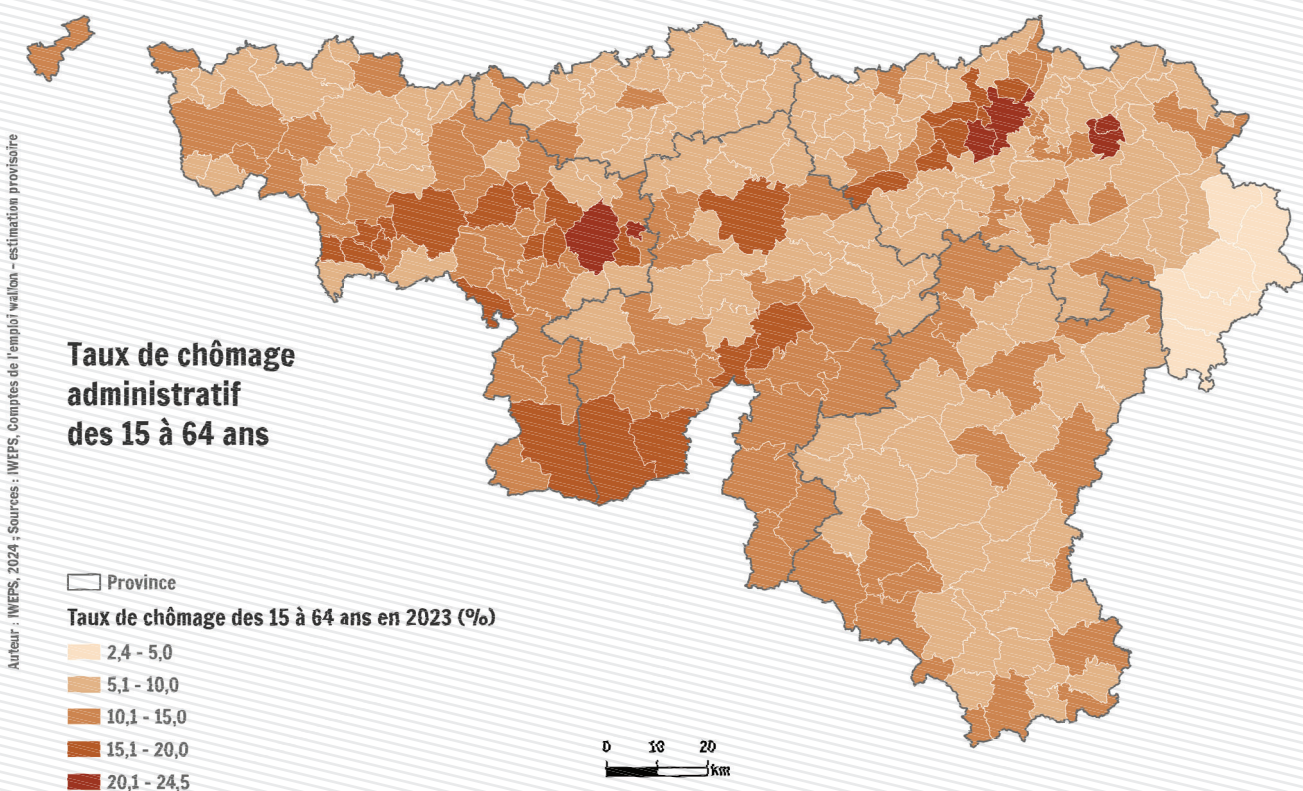 Taux de chômage
administratif
des 15 à 64 ans
Province
Taux de chômage des 15 à 64 ans en 2023 (%)
2,4 - 5,0
5,1 - 10,0
10,1 - 15,0
15,1 - 20,0
20,1 - 24,5
0 10 20
km
Auteur : IWEPS, 2024 ; Sources : IWEPS, Comptes de l'emploi wallon - estimation provisoire